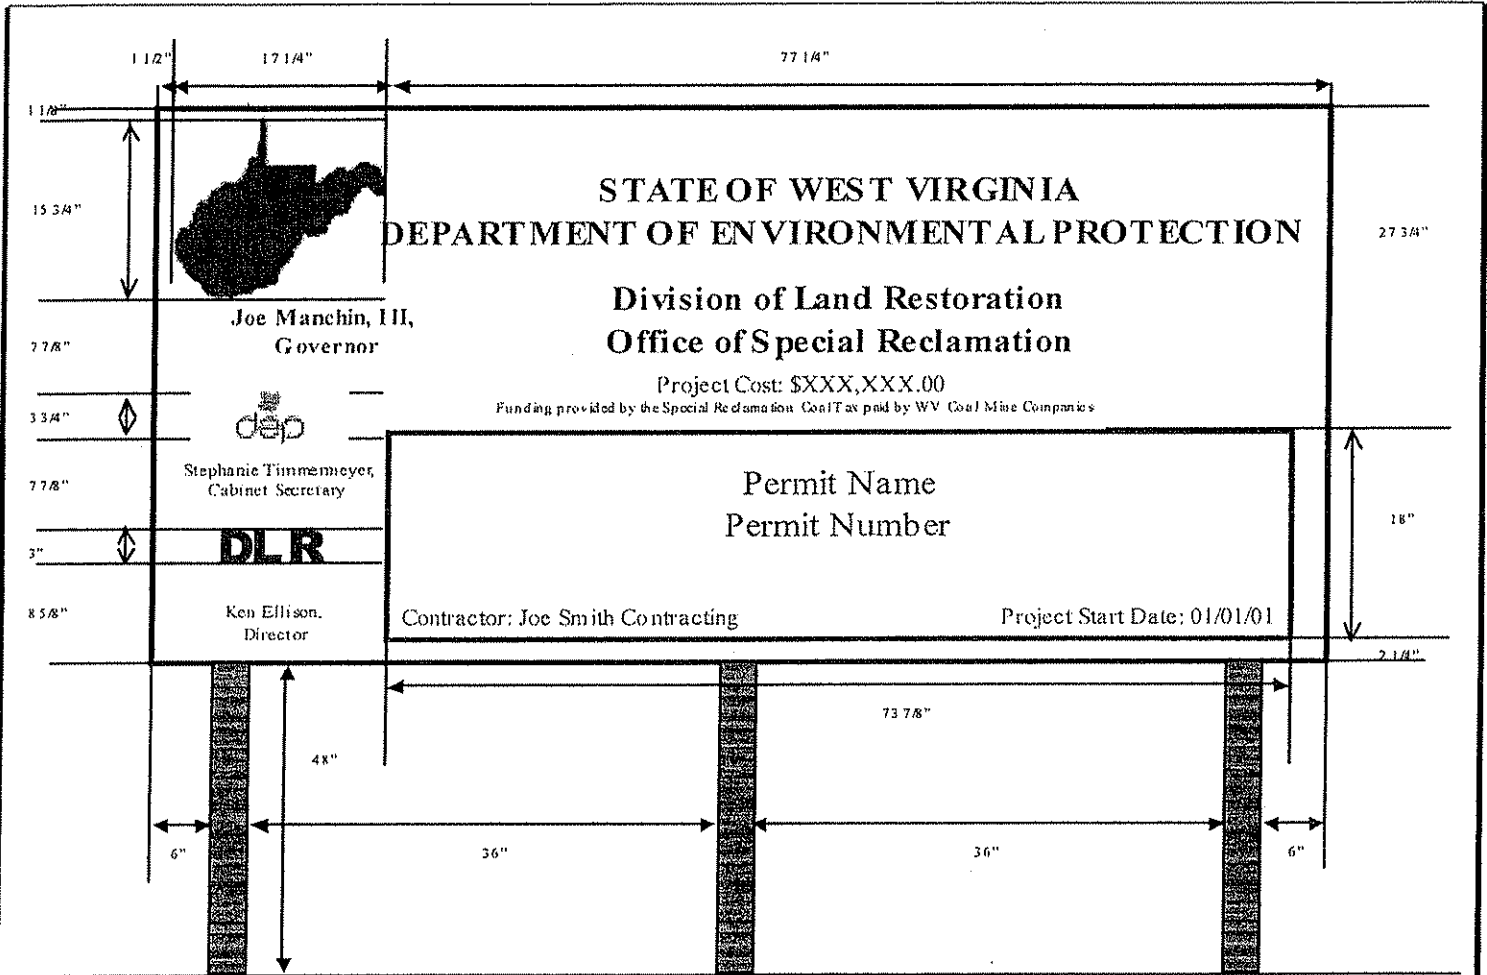 1 1/2" 17 1/4" 77 1/4"
1 1/8"
15 3/4"
STATE OF WEST VIRGINIA
DEPARTMENT OF ENVIRONMENTAL PROTECTION
27 3/4"
Division of Land Restoration
Office of Special Reclamation
Joe Manchin, III,
Governor
7 7/8"
Project Cost: $XXX,XXX.00
Funding provided by the Special Reclamation Coal Tax paid by WV Coal Mine Companies
3 3/4"
dep
Stephanie Timmermeyer,
Cabinet Secretary
7 7/8"
Permit Name
Permit Number
18"
3"
DLR
8 5/8"
Ken Ellison,
Director
Contractor: Joe Smith Contracting Project Start Date: 01/01/01
2 1/4"
73 7/8"
48"
6" 36" 36" 6"